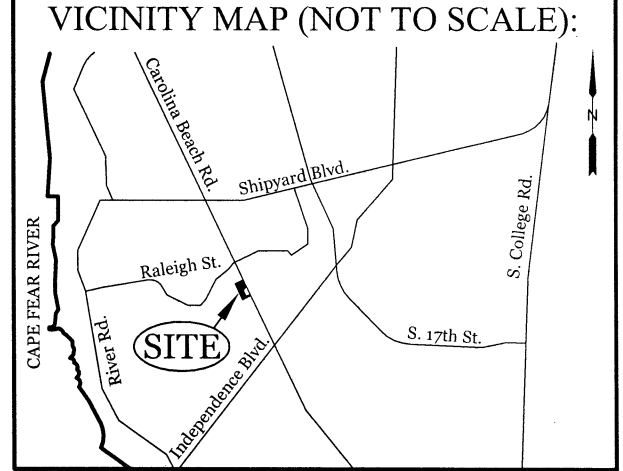 VICINITY MAP (NOT TO SCALE):
Carolina Beach Rd.
N
Shipyard Blvd.
S. College Rd.
CAPE FEAR RIVER
Raleigh St.
River Rd.
SITE
S. 17th St.
Independence Blvd.